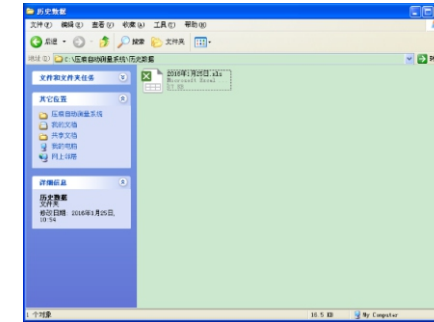 历史数据
文件(F) 编辑(E) 查看(V) 收藏(A) 工具(T) 帮助(H)
后退 搜索 文件夹
地址(D) C:\压痕自动测量系统\历史数据
文件和文件夹任务
2016年1月25日.xls
Microsoft Excel
17 KB
其它位置
压痕自动测量系统
我的文档
共享文档
我的电脑
网上邻居
详细信息
历史数据
文件夹
修改日期: 2016年1月25日,
10:54
1 个对象
16.5 KB
My Computer